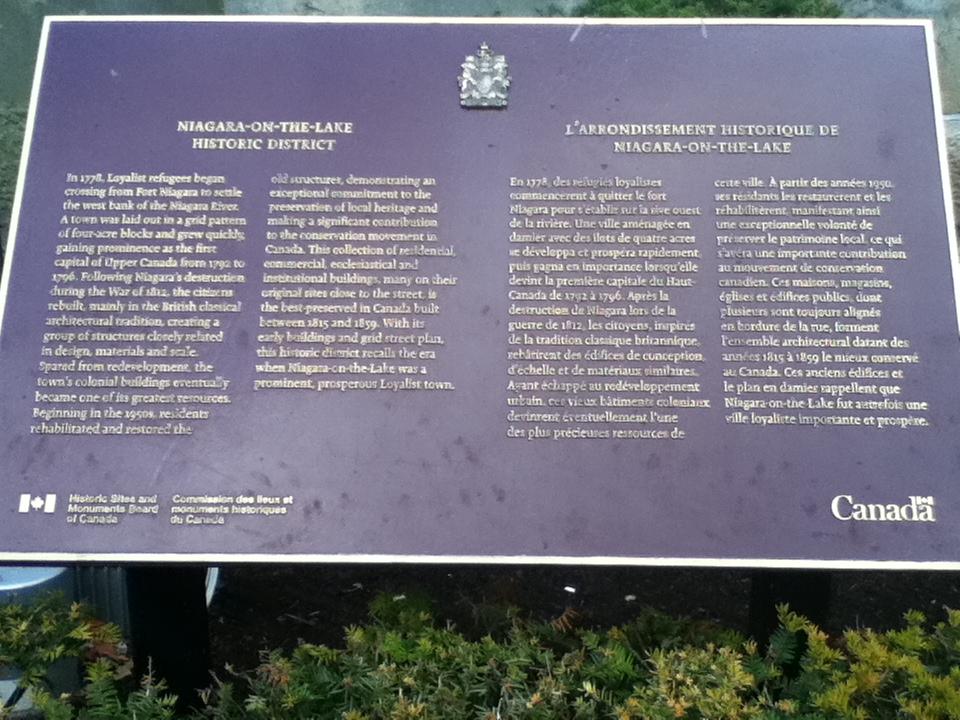 NIAGARA-ON-THE-LAKE
HISTORIC DISTRICT
In 1778, Loyalist refugees began
crossing from Fort Niagara to settle
the west bank of the Niagara River.
A town was laid out in a grid pattern
of four-acre blocks and grew quickly,
gaining prominence as the first
capital of Upper Canada from 1792 to
1796. Following Niagara's destruction
during the War of 1812, the citizens
rebuilt, mainly in the British classical
architectural tradition, creating a
group of structures closely related
in design, materials and scale.
Spared from redevelopment, the
town's colonial buildings eventually
became one of its greatest resources.
Beginning in the 1950s, residents
rehabilitated and restored the
old structures, demonstrating an
exceptional commitment to the
preservation of local heritage and
making a significant contribution
to the conservation movement in
Canada. This collection of residential,
commercial, ecclesiastical and
institutional buildings, many on their
original sites close to the street, is
the best-preserved in Canada built
between 1815 and 1859. With its
early buildings and grid street plan,
this historic district recalls the era
when Niagara-on-the-Lake was a
prominent, prosperous Loyalist town.
L'ARRONDISSEMENT HISTORIQUE DE
NIAGARA-ON-THE-LAKE
En 1778, des réfugiés loyalistes
commencèrent à quitter le fort
Niagara pour s'établir sur la rive ouest
de la rivière. Une ville aménagée en
damier avec des îlots de quatre acres
se développa et prospéra rapidement,
puis gagna en importance lorsqu'elle
devint la première capitale du Haut-
Canada de 1792 à 1796. Après la
destruction de Niagara lors de la
guerre de 1812, les citoyens, inspirés
de la tradition classique britannique,
rebâtirent des édifices de conception,
d'échelle et de matériaux similaires.
Ayant échappé au redéveloppement
urbain, ces vieux bâtiments coloniaux
devinrent éventuellement l'une
des plus précieuses ressources de
cette ville. À partir des années 1950,
ses résidants les restaurèrent et les
réhabilitèrent, manifestant ainsi
une exceptionnelle volonté de
préserver le patrimoine local, ce qui
s'avéra une importante contribution
au mouvement de conservation
canadien. Ces maisons, magasins,
églises et édifices publics, dont
plusieurs sont toujours alignés
en bordure de la rue, forment
l'ensemble architectural datant des
années 1815 à 1859 le mieux conservé
au Canada. Ces anciens édifices et
le plan en damier rappellent que
Niagara-on-the-Lake fut autrefois une
ville loyaliste importante et prospère.
Historic Sites and
Monuments Board
of Canada
Commission des lieux et
monuments historiques
du Canada
Canada